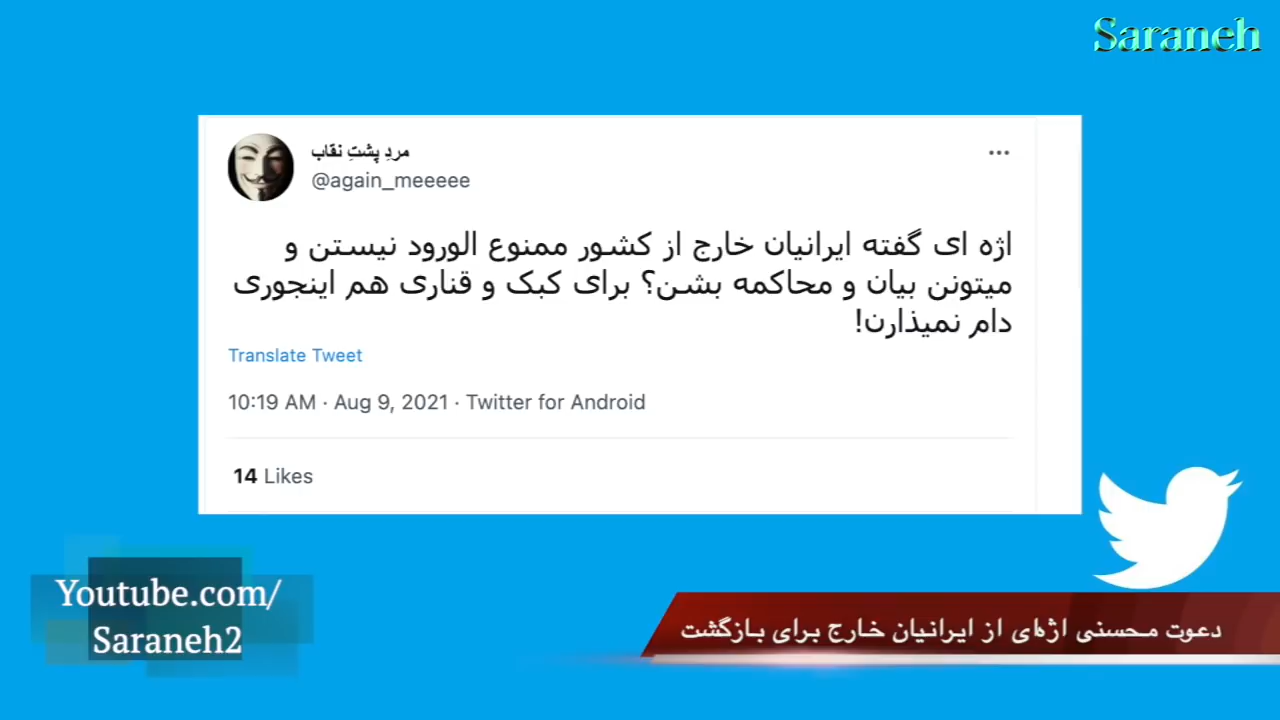 Saraneh
مردِ پشتِ نقاب
@again_meeeee
اژه ای گفته ایرانیان خارج از کشور ممنوع الورود نیستن و
میتونن بیان و محاکمه بشن؟ برای کبک و قناری هم اینجوری
دام نمیذارن!
Translate Tweet
10:19 AM · Aug 9, 2021 · Twitter for Android
14 Likes
Youtube.com/
Saraneh2
دعوت محسنی اژه‌ای از ایرانیان خارج برای بازگشت